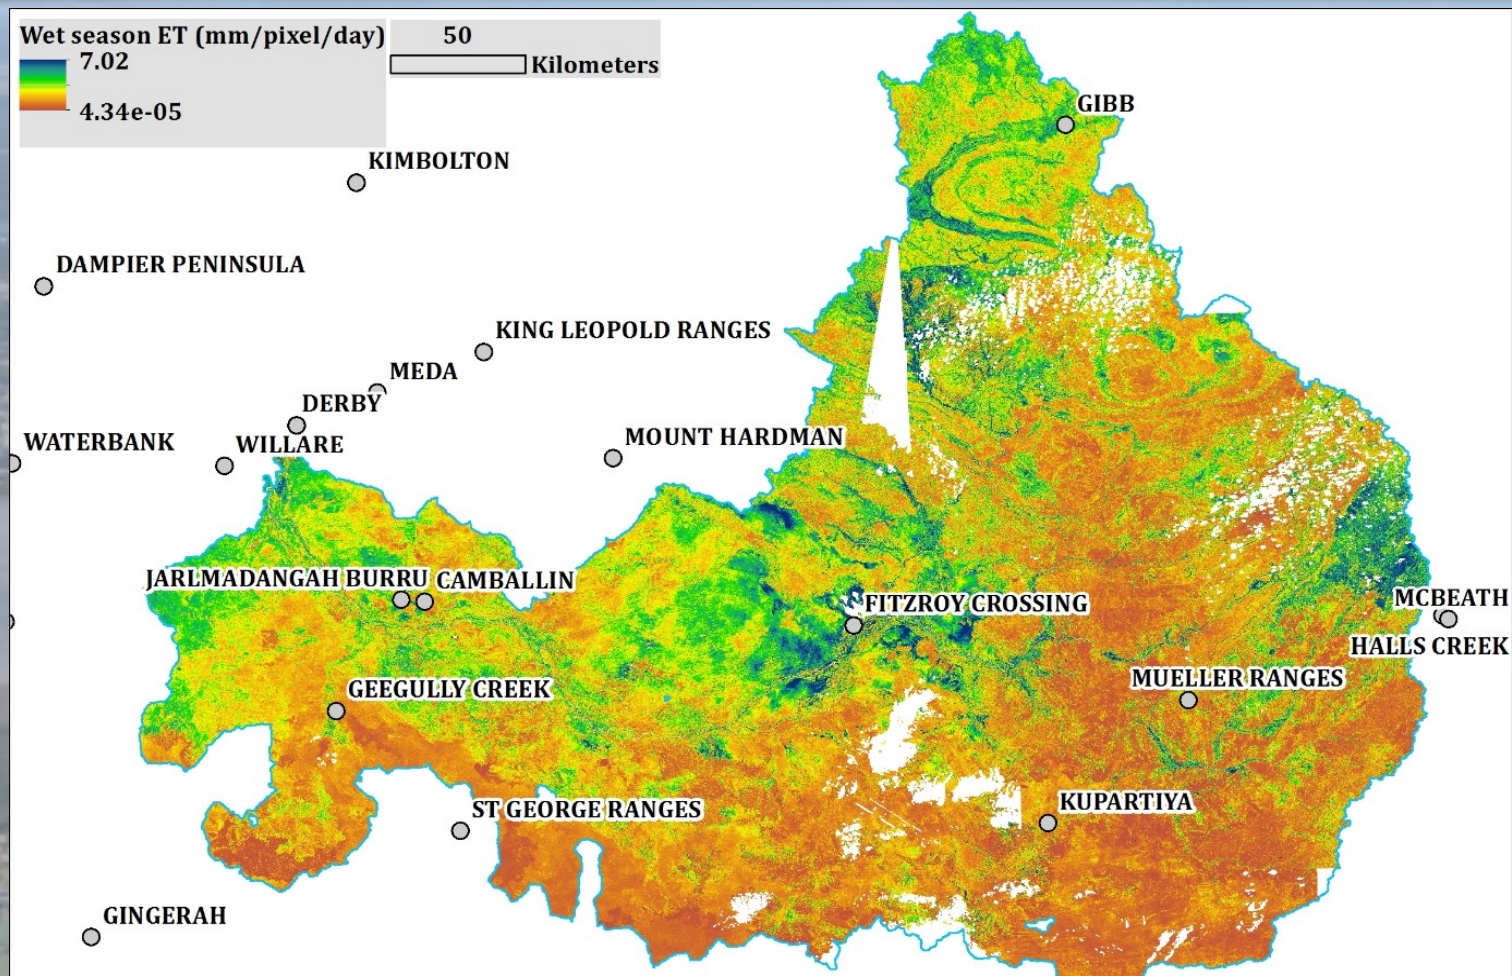 Wet season ET (mm/pixel/day)
7.02
4.34e-05
50
Kilometers
GIBB
KIMBOLTON
DAMPIER PENINSULA
KING LEOPOLD RANGES
MEDA
DERBY
WATERBANK
WILLARE
MOUNT HARDMAN
JARLMADANGAH BURRU
CAMBALLIN
FITZROY CROSSING
MCBEATH
HALLS CREEK
GEEGULLY CREEK
MUELLER RANGES
ST GEORGE RANGES
KUPARTIYA
GINGERAH